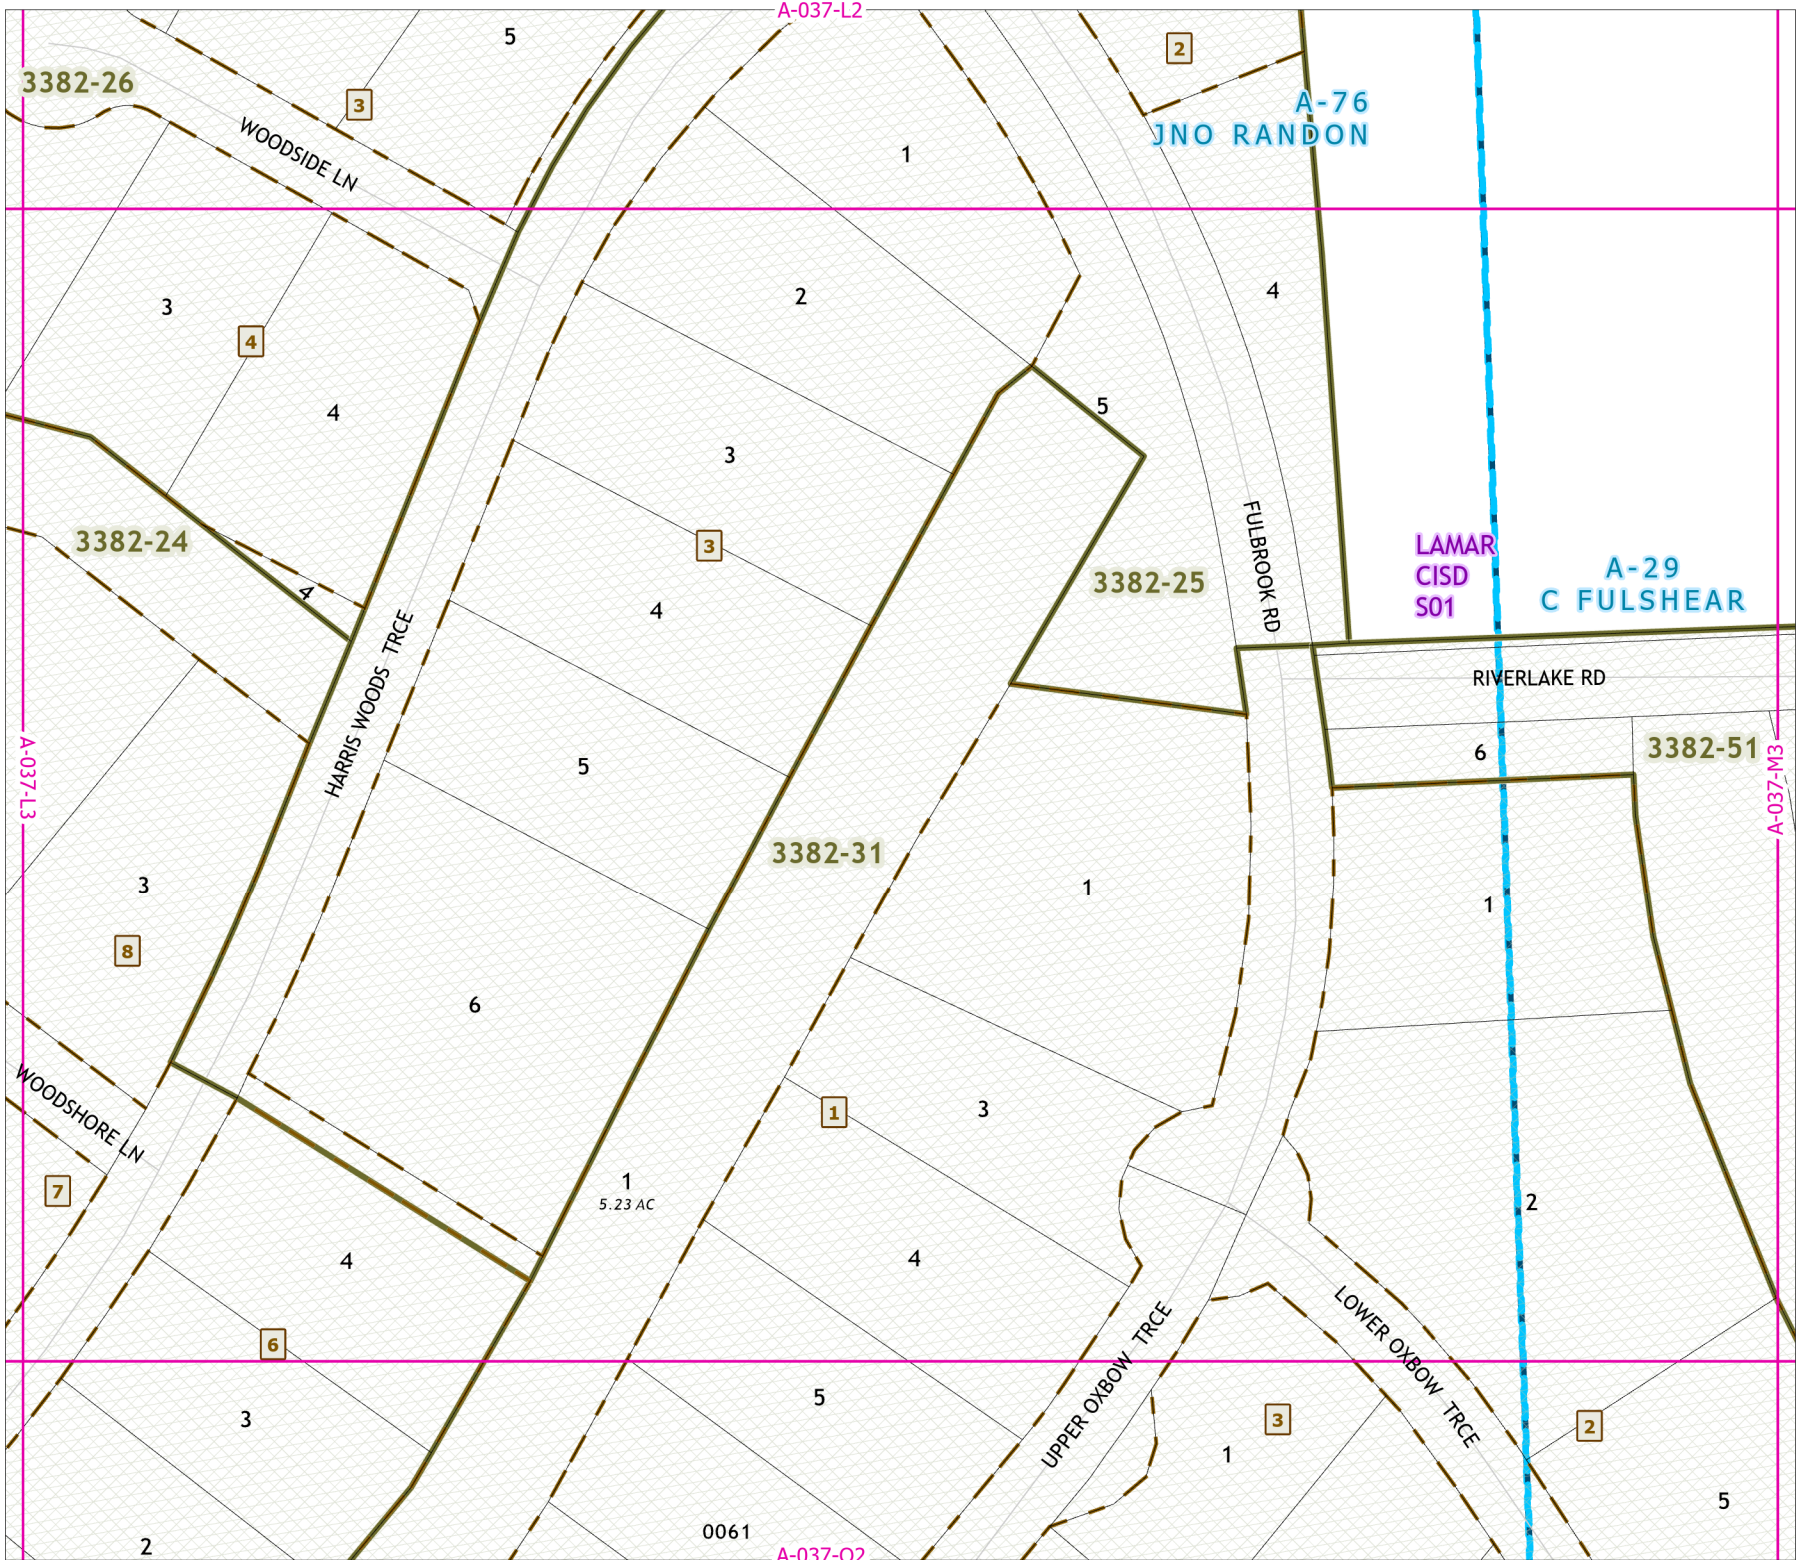 A-037-L2
5
2
3382-26
3
A-76
JNO RANDON
WOODSIDE LN
1
4
2
3
4
4
5
3
FULBROOK RD
3382-24
3
LAMAR
CISD
S01
A-29
C FULSHEAR
3382-25
4
4
HARRIS WOODS TRCE
RIVERLAKE RD
A-037-L3
5
6
3382-51
A-037-M3
3382-31
3
1
1
8
6
WOODSHORE LN
1
3
7
1
5.23 AC
2
4
4
LOWER OXBOW TRCE
6
UPPER OXBOW TRCE
5
3
3
2
1
5
0061
2
A-037-O2